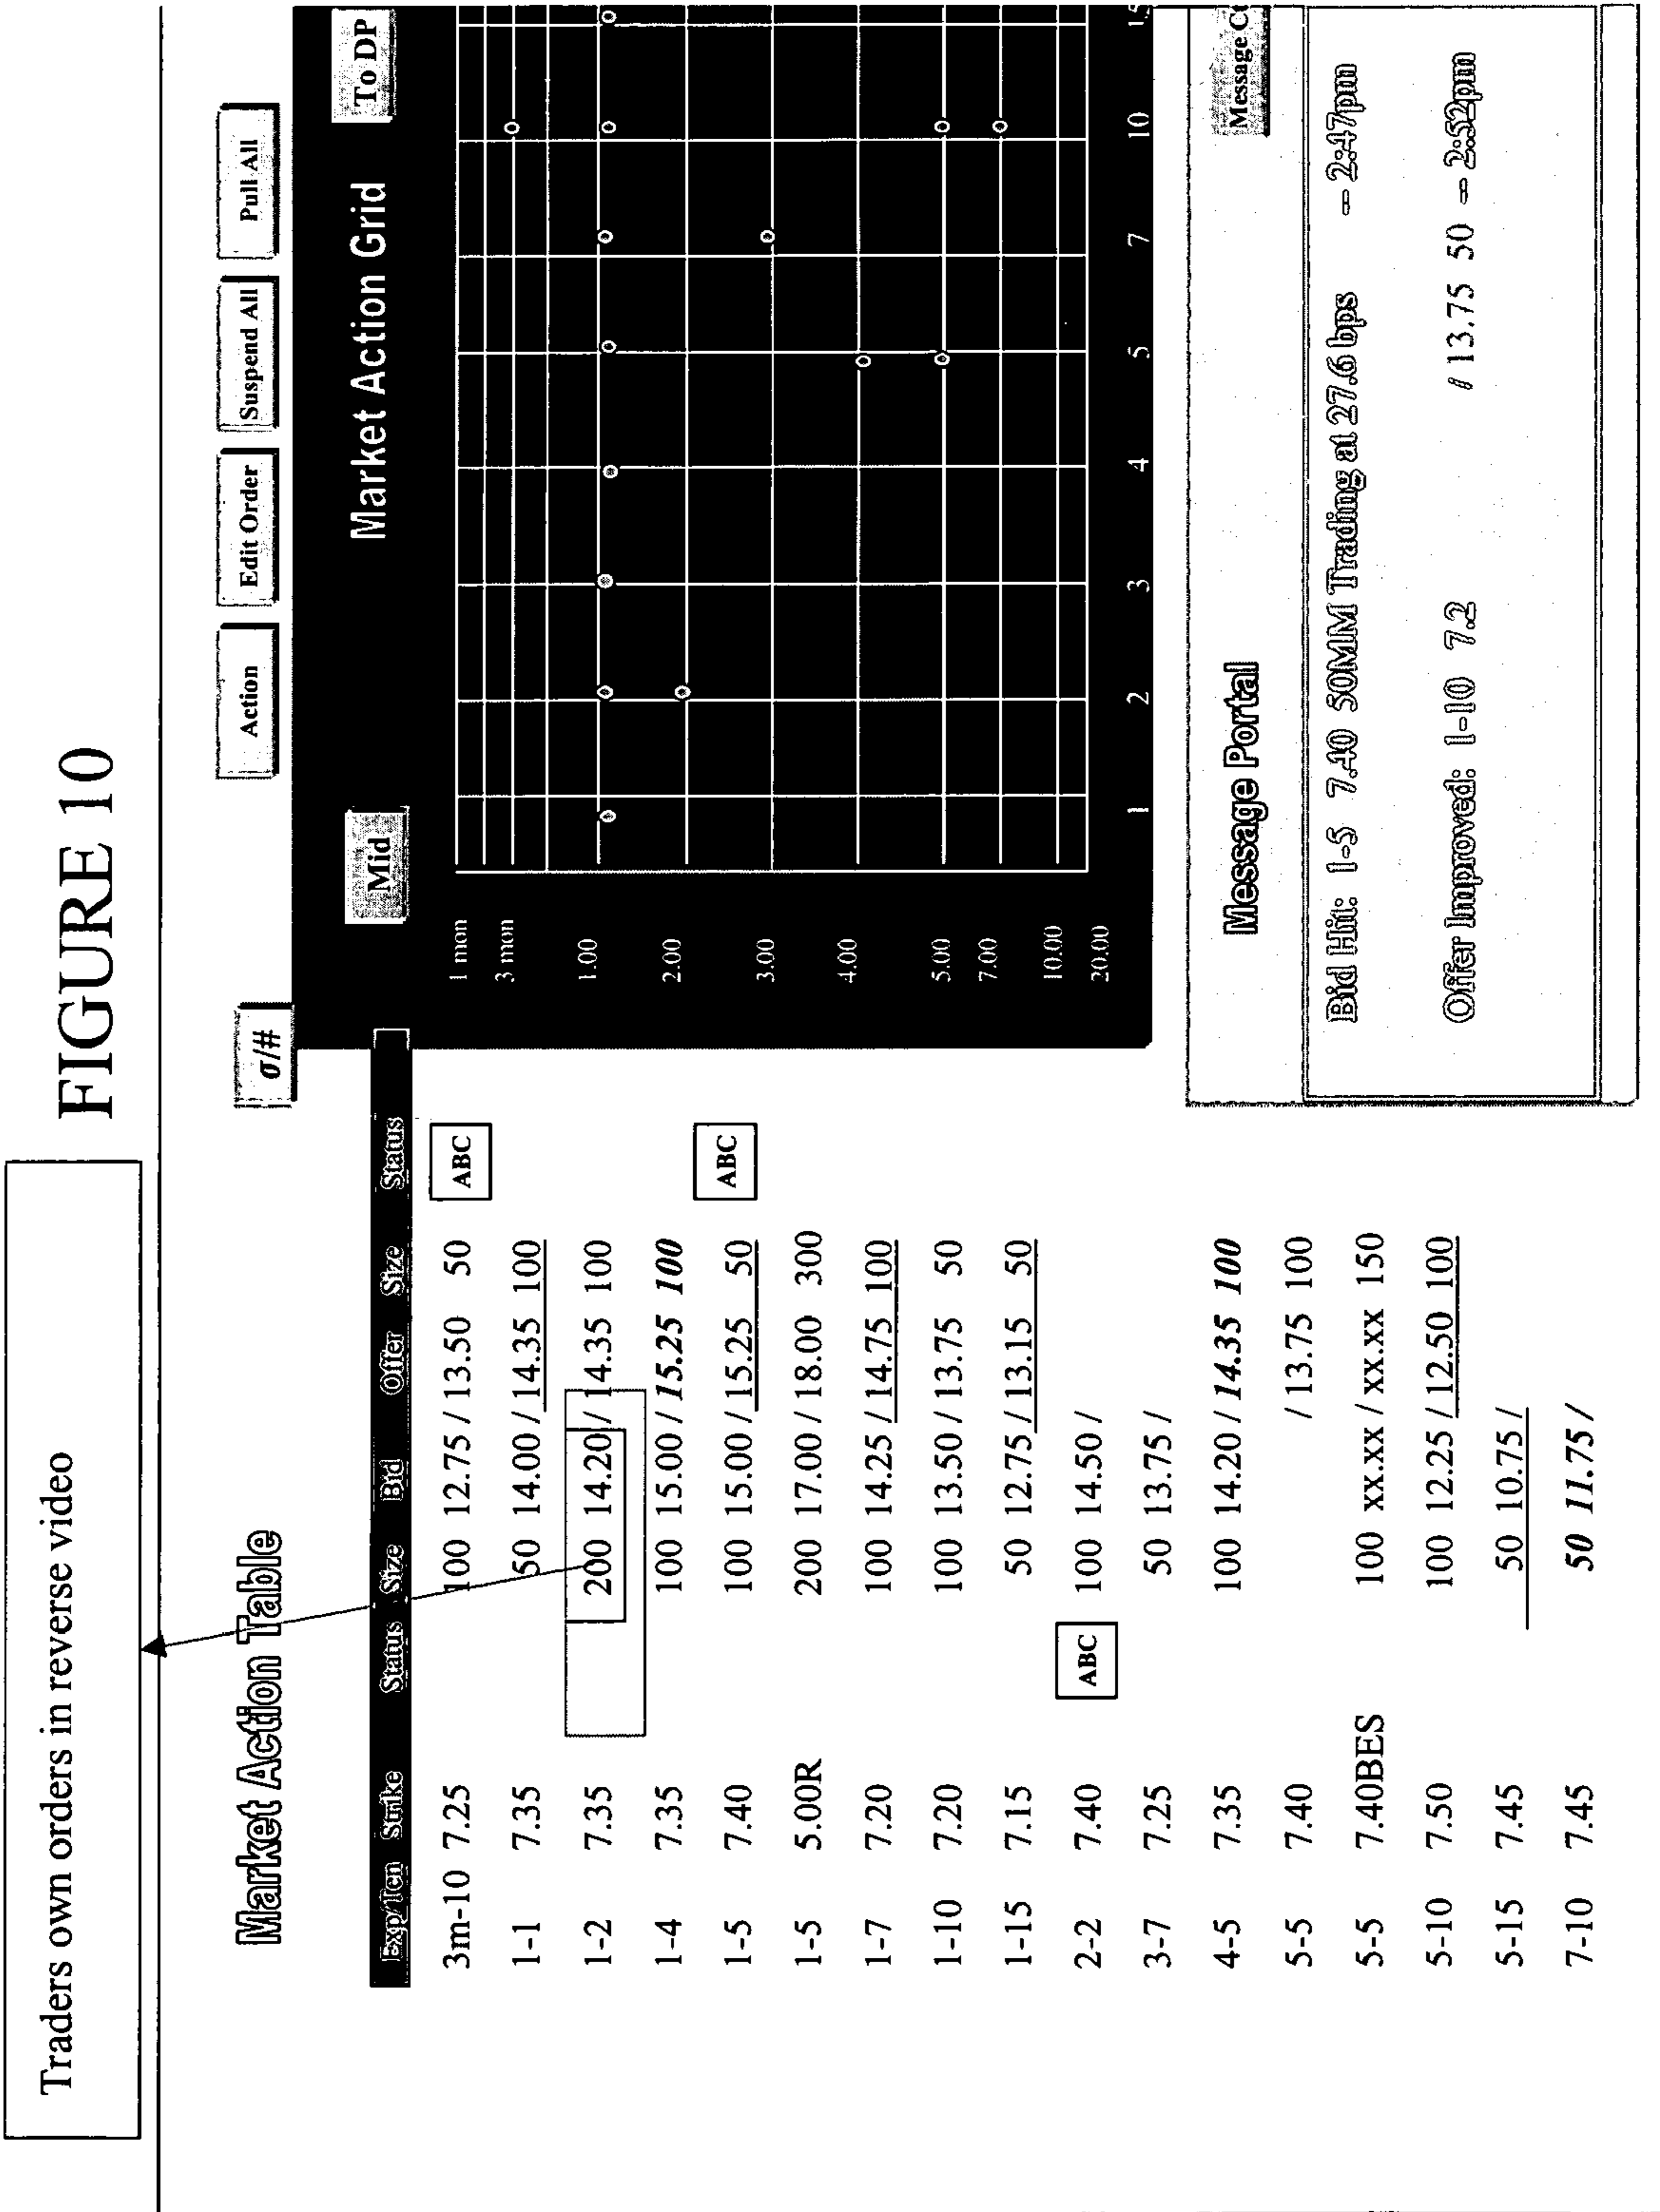 Traders own orders in reverse video
FIGURE 10
Market Action Table
σ/#
Action Edit Order Suspend All Pull All
Exp/Ten Strike Status Size Bid Offer Size Status
3m-10 7.25 100 12.75 / 13.50 50 ABC
1-1 7.35 50 14.00 / 14.35 100
1-2 7.35 200 14.20 / 14.35 100
1-4 7.35 100 15.00 / 15.25 100
1-5 7.40 100 15.00 / 15.25 50 ABC
1-5 5.00R 200 17.00 / 18.00 300
1-7 7.20 100 14.25 / 14.75 100
1-10 7.20 100 13.50 / 13.75 50
1-15 7.15 50 12.75 / 13.15 50
2-2 7.40 ABC 100 14.50 /
3-7 7.25 50 13.75 /
4-5 7.35 100 14.20 / 14.35 100
5-5 7.40 / 13.75 100
5-5 7.40BES 100 xx.xx / xx.xx 150
5-10 7.50 100 12.25 / 12.50 100
5-15 7.45 50 10.75 /
7-10 7.45 50 11.75 /
Mid Market Action Grid To DP
1 mon
3 mon
1.00
2.00
3.00
4.00
5.00
7.00
10.00
20.00
1 2 3 4 5 7 10 15
Message Portal Message Ct
Bid Hit: 1-5 7.40 50MM Trading at 27.6 bps -- 2:47pm
Offer Improved: 1-10 7.2 / 13.75 50 -- 2:52pm